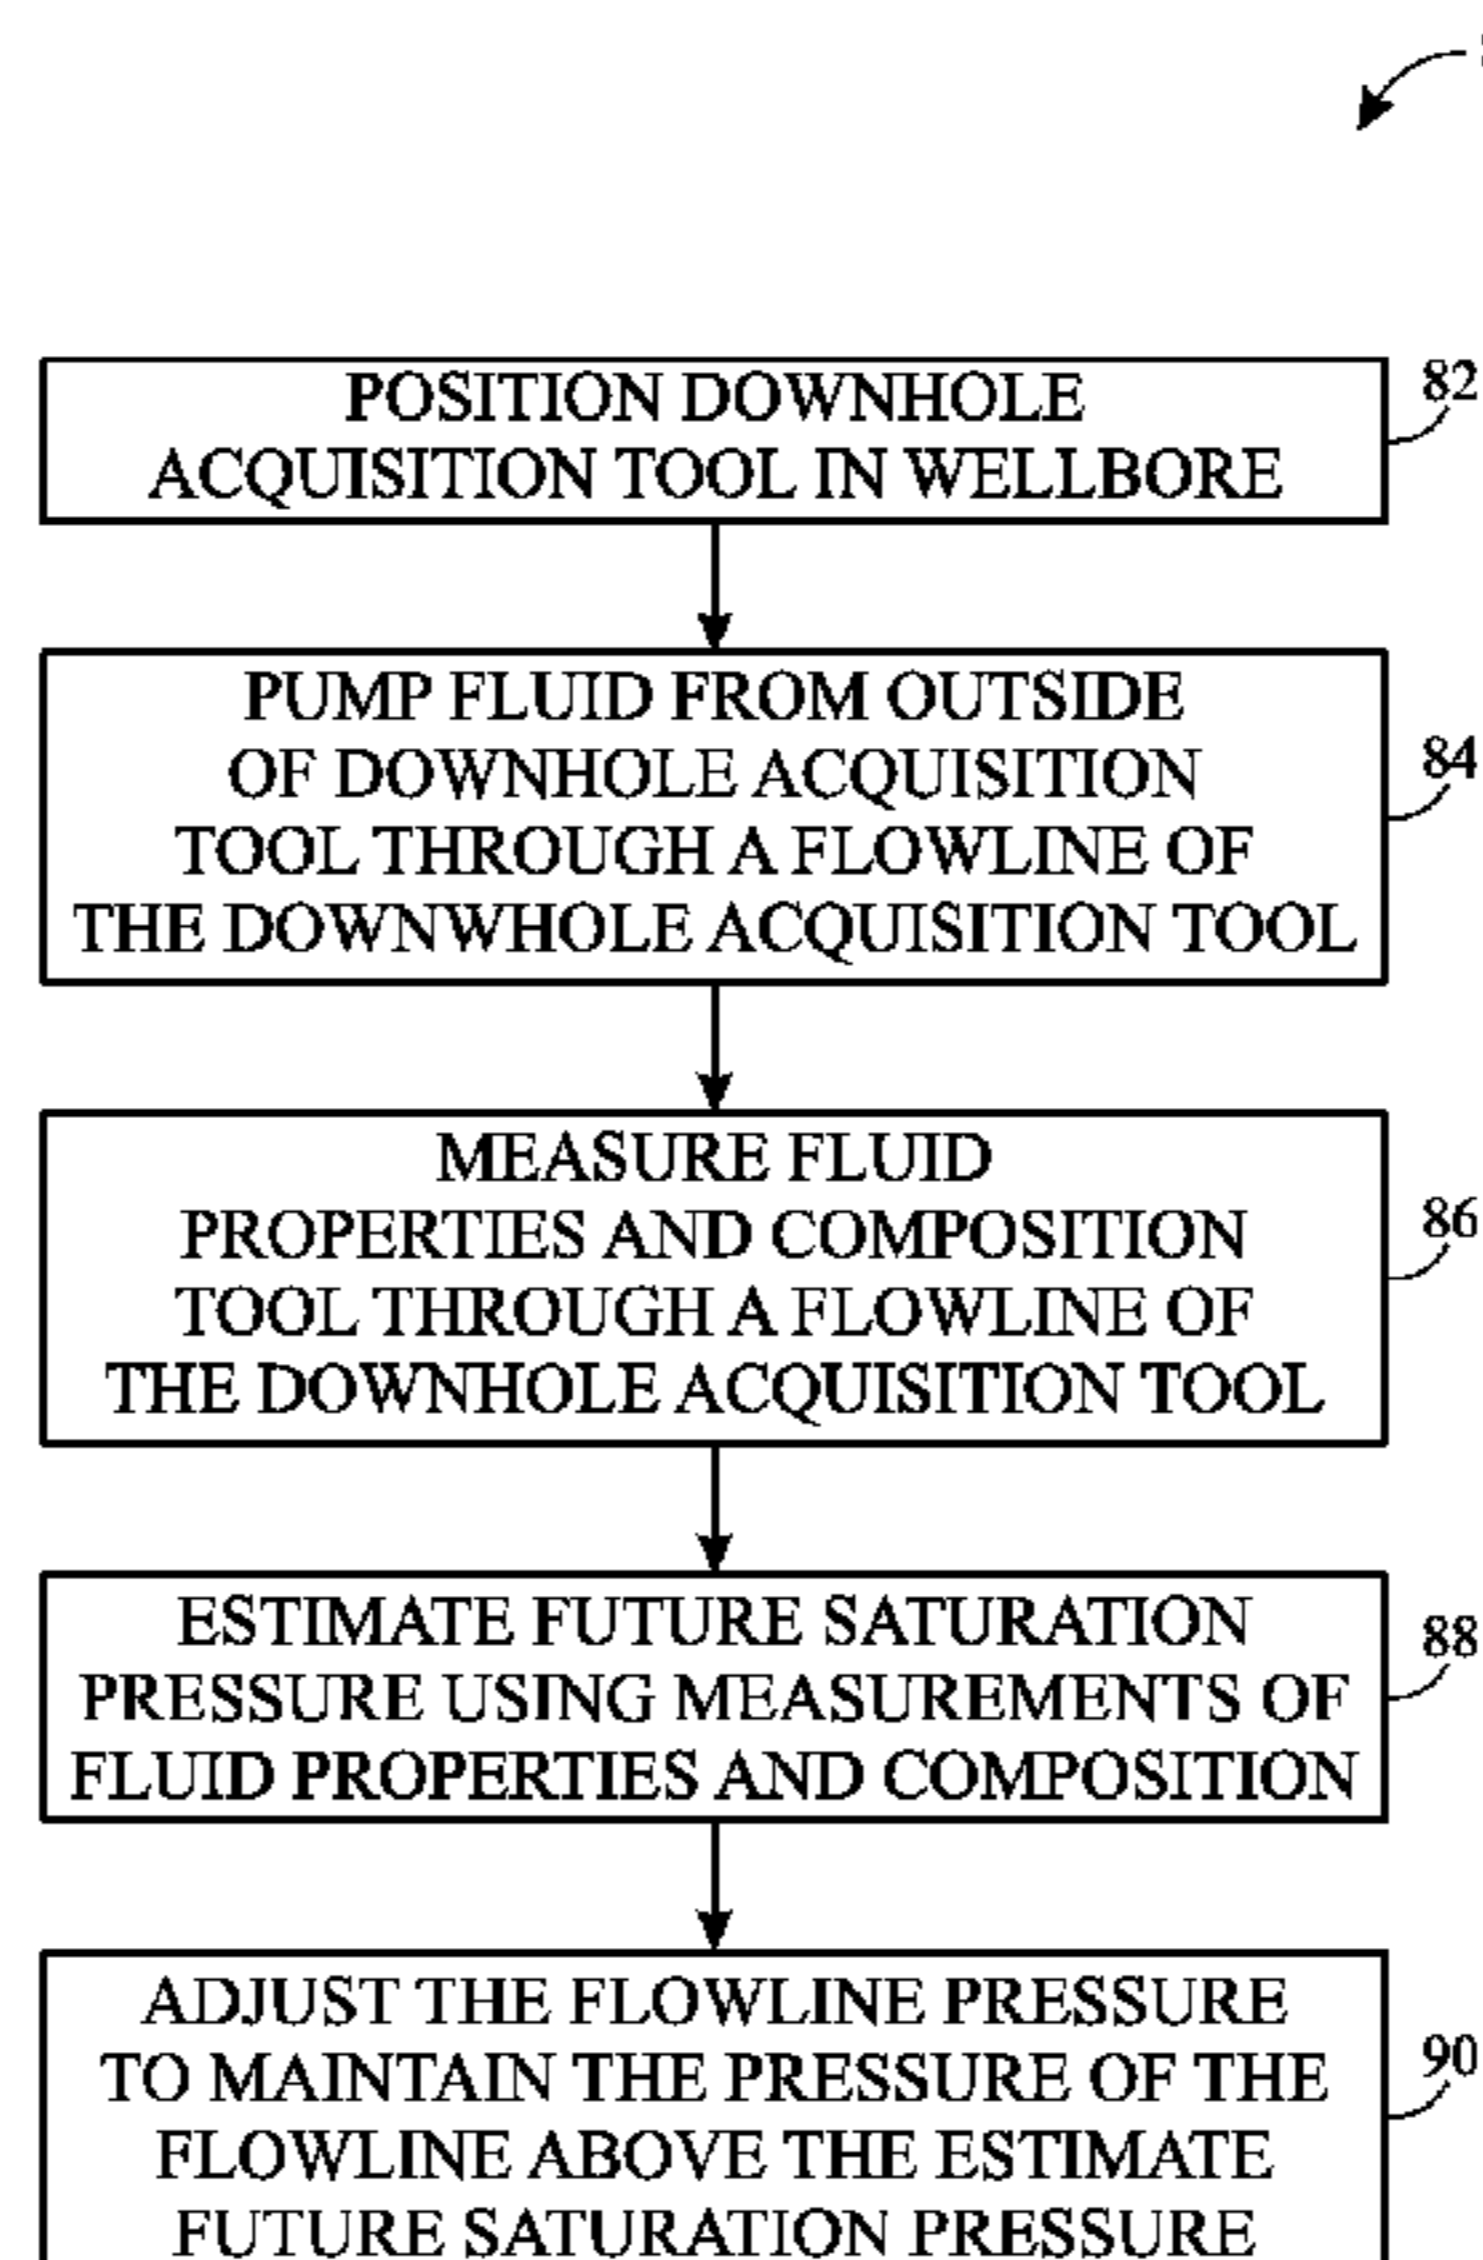 POSITION DOWNHOLE
ACQUISITION TOOL IN WELLBORE
82
PUMP FLUID FROM OUTSIDE
OF DOWNHOLE ACQUISITION
TOOL THROUGH A FLOWLINE OF
THE DOWNWHOLE ACQUISITION TOOL
84
MEASURE FLUID
PROPERTIES AND COMPOSITION
TOOL THROUGH A FLOWLINE OF
THE DOWNHOLE ACQUISITION TOOL
86
ESTIMATE FUTURE SATURATION
PRESSURE USING MEASUREMENTS OF
FLUID PROPERTIES AND COMPOSITION
88
ADJUST THE FLOWLINE PRESSURE
TO MAINTAIN THE PRESSURE OF THE
FLOWLINE ABOVE THE ESTIMATE
FUTURE SATURATION PRESSURE
90